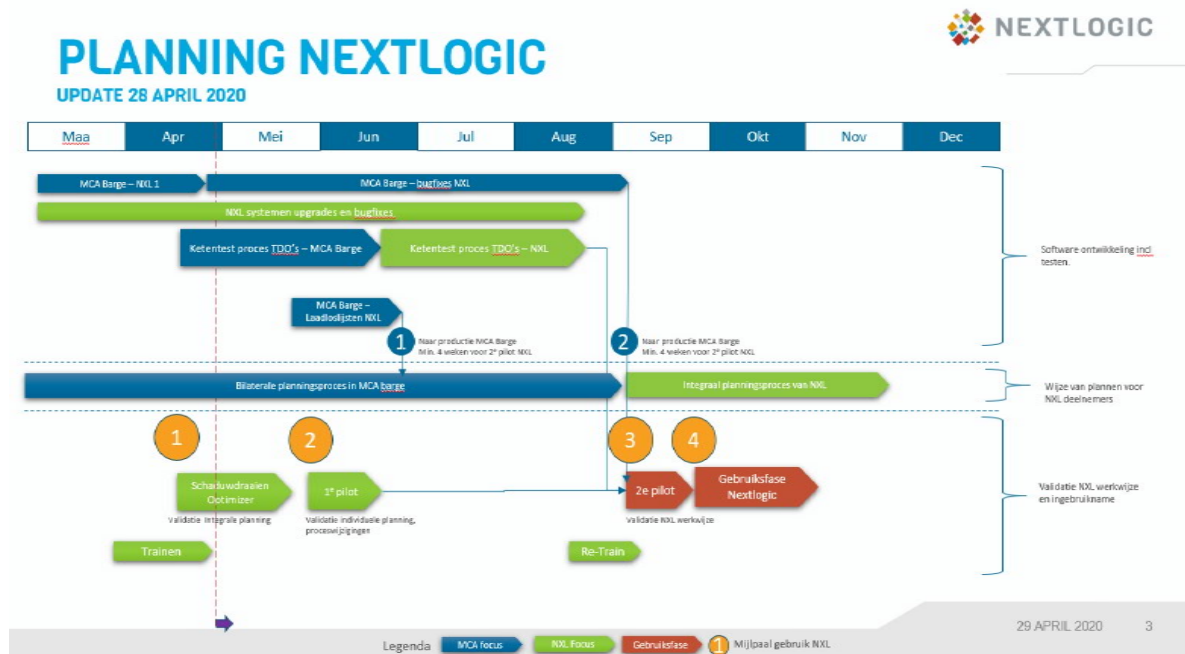 NEXTLOGIC
PLANNING NEXTLOGIC
UPDATE 28 APRIL 2020
Maa Apr Mei Jun Jul Aug Sep Okt Nov Dec
MCA Barge – NXL 1
MCA Barge – bugfixes NXL
NXL systemen upgrades en bugfixes
Ketentest proces TDO's – MCA Barge
Ketentest proces TDO's – NXL
Software ontwikkeling incl
testen.
MCA Barge –
Laadloslijsten NXL
1
Naar productie MCA Barge
Min. 4 weken voor 2e pilot NXL
2
Naar productie MCA Barge
Min. 4 weken voor 2e pilot NXL
Bilaterale planningsproces in MCA barge
Integraal planningsproces van NXL
Wijze van plannen voor
NXL deelnemers
1
2
3
4
Schaduwdraaien
Optimizer
Validatie Integrale planning
1e pilot
Validatie individuele planning,
proceswijzigingen
2e pilot
Validatie NXL werkwijze
Gebruiksfase
Nextlogic
Validatie NXL werkwijze
en ingebruikname
Trainen
Re-Train
29 APRIL 2020 3
Legenda MCA focus NXL Focus Gebruiksfase 1 Mijlpaal gebruik NXL